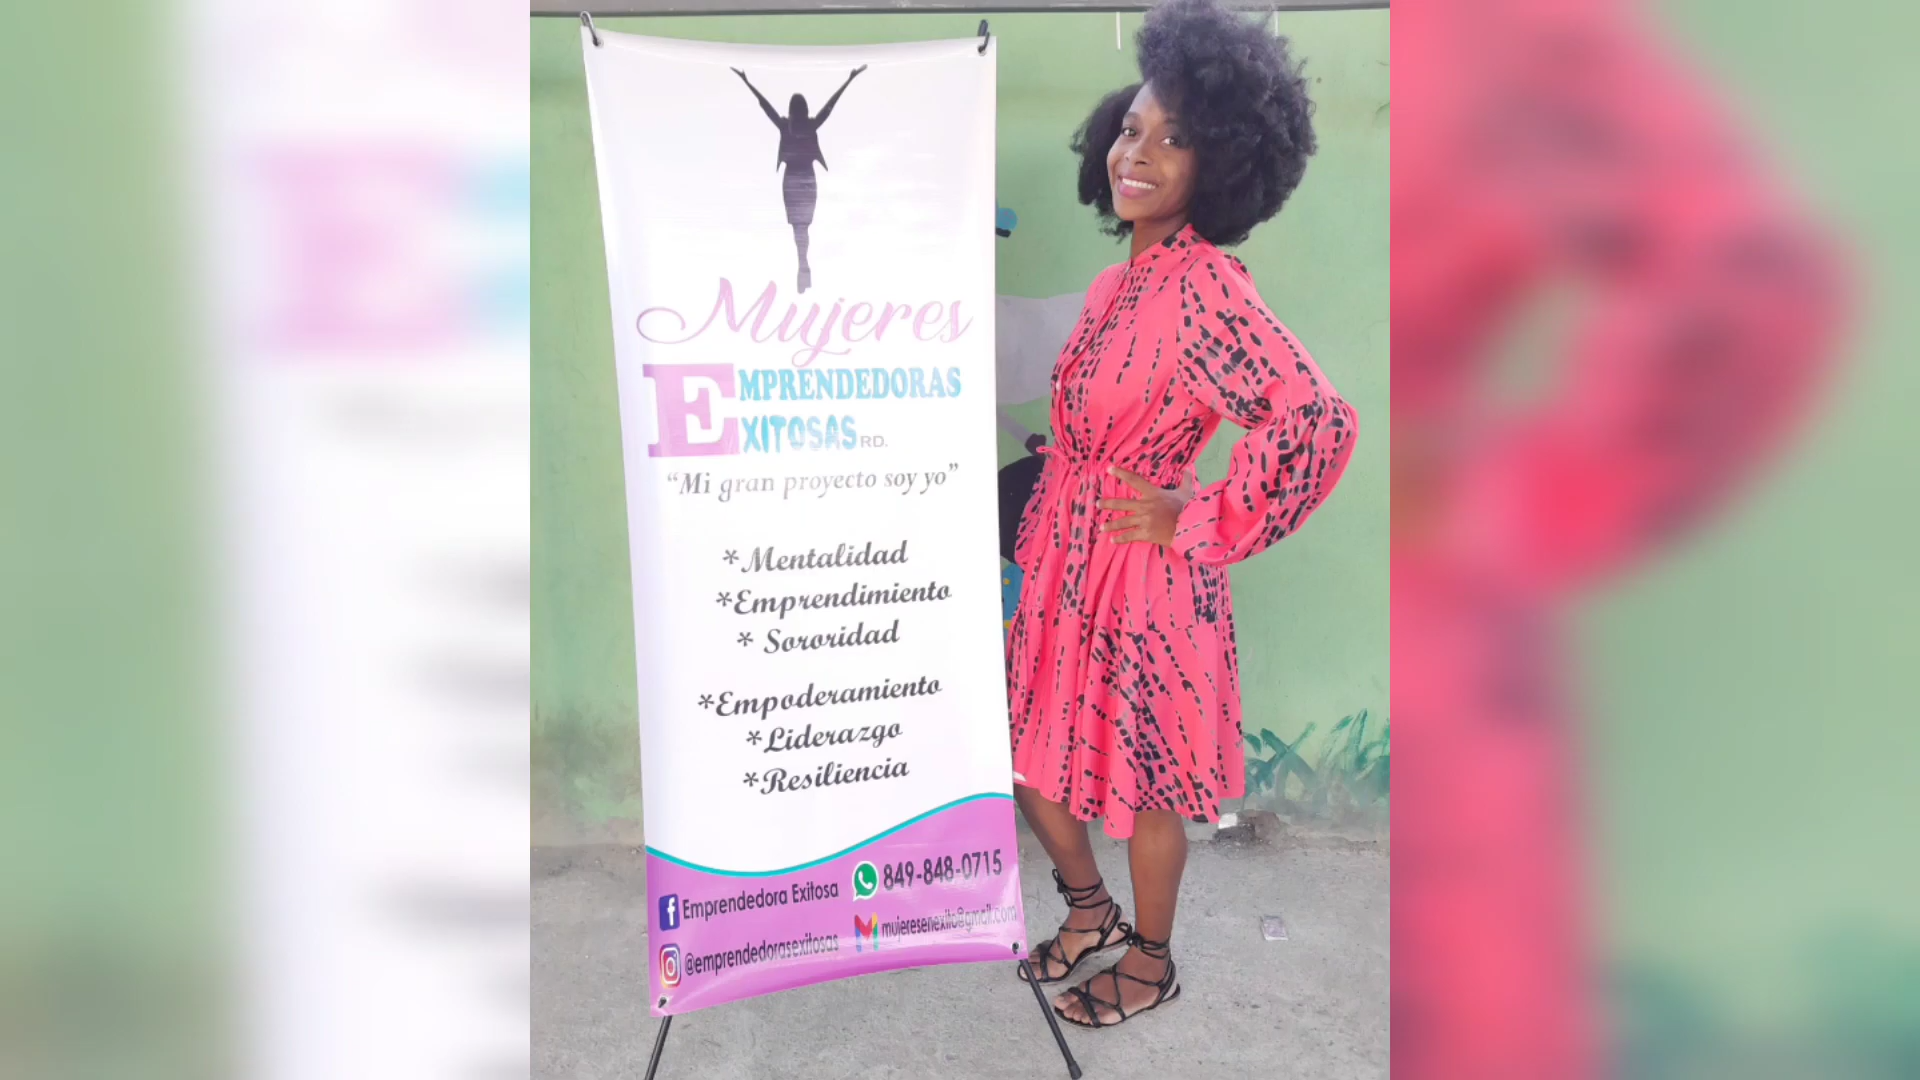 Mujeres
EMPRENDEDORAS
EXITOSAS RD.
“Mi gran proyecto soy yo”
*Mentalidad
*Emprendimiento
* Sororidad
*Empoderamiento
*Liderazgo
*Resiliencia
Emprendedora Exitosa
849-848-0715
@emprendedorasexitosas
mujeresenexito@gmail.com